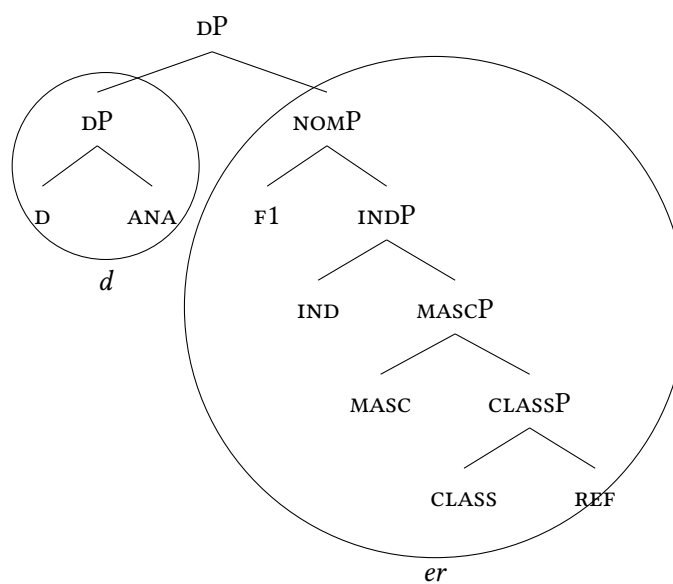 DP
DP NOMP
D ANA F1 INDP
d
IND MASCP
MASC CLASSP
CLASS REF
er